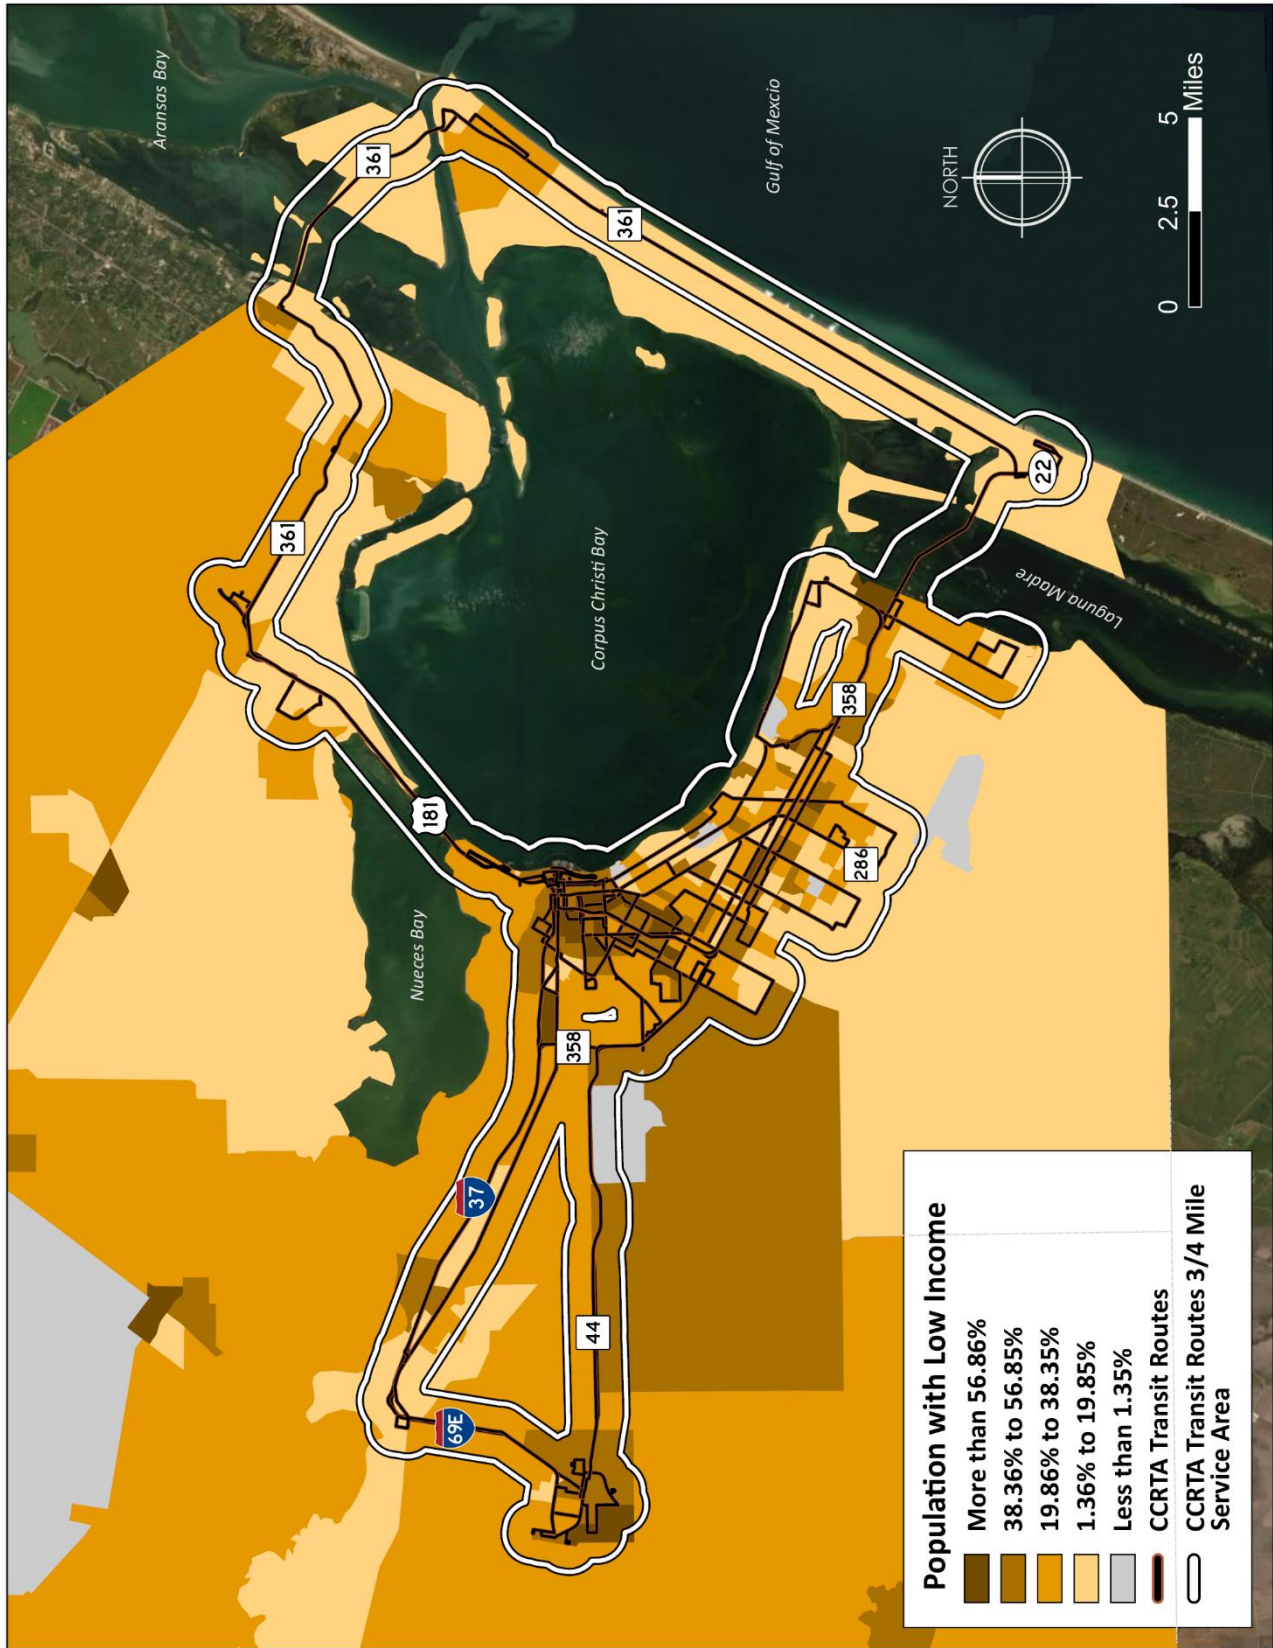 Aransas Bay
361
361
361
Gulf of Mexcio
NORTH
0 2.5 5 Miles
181
Corpus Christi Bay
Nueces Bay
22
Laguna Madre
358
286
358
37
44
69E
Population with Low Income
More than 56.86%
38.36% to 56.85%
19.86% to 38.35%
1.36% to 19.85%
Less than 1.35%
CCRTA Transit Routes
CCRTA Transit Routes 3/4 Mile
Service Area